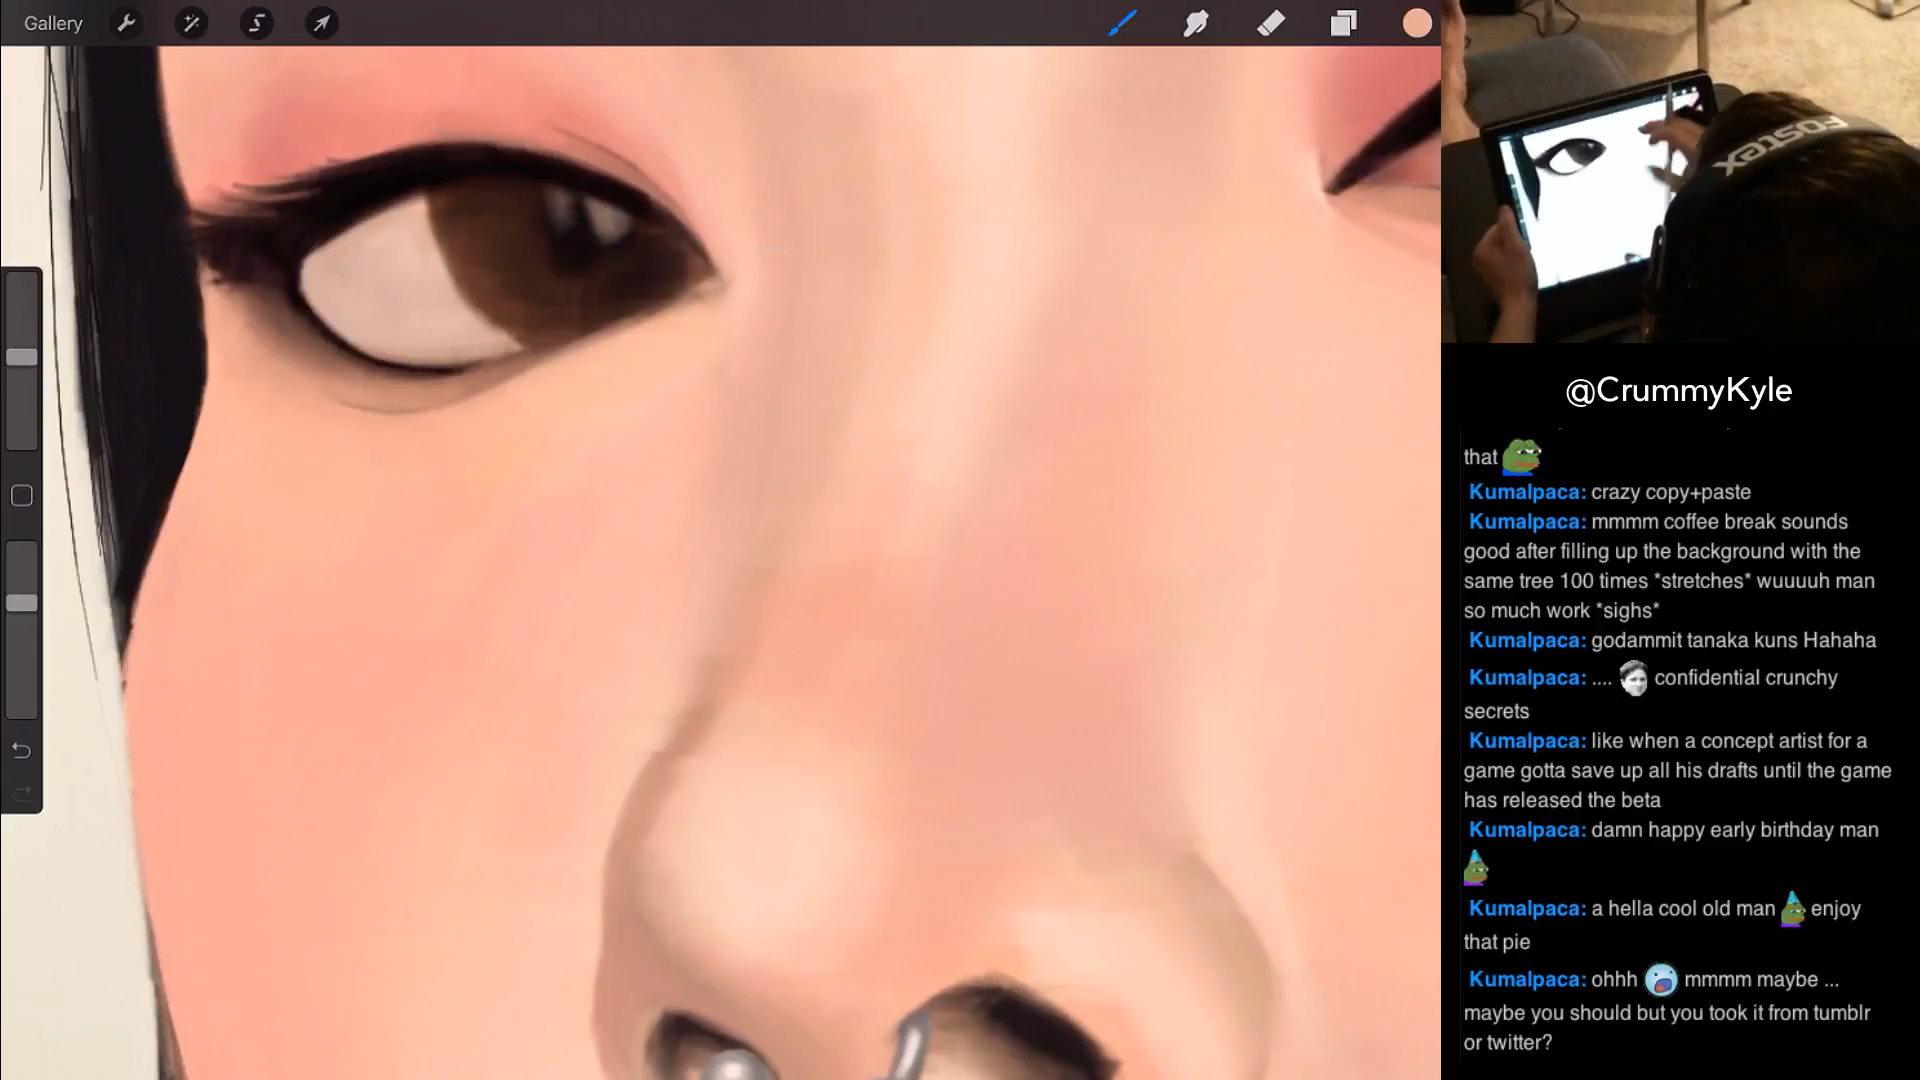 Gallery
FOSTEX
@CrummyKyle
that
Kumalpaca: crazy copy+paste
Kumalpaca: mmmm coffee break sounds
good after filling up the background with the
same tree 100 times *stretches* wuuuuh man
so much work *sighs*
Kumalpaca: godammit tanaka kuns Hahaha
Kumalpaca: .... confidential crunchy
secrets
Kumalpaca: like when a concept artist for a
game gotta save up all his drafts until the game
has released the beta
Kumalpaca: damn happy early birthday man
Kumalpaca: a hella cool old man enjoy
that pie
Kumalpaca: ohhh mmmm maybe ...
maybe you should but you took it from tumblr
or twitter?